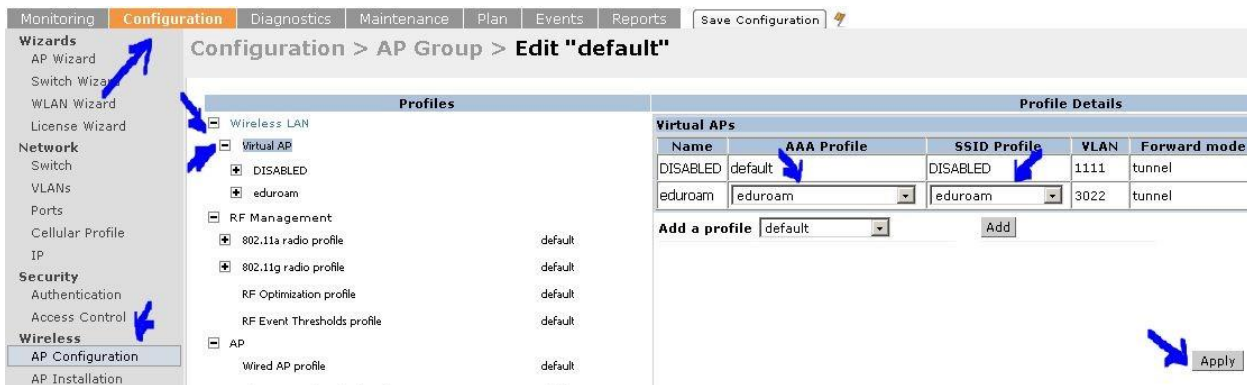 Monitoring Configuration Diagnostics Maintenance Plan Events Reports Save Configuration
Wizards
AP Wizard
Switch Wizard
WLAN Wizard
License Wizard
Network
Switch
VLANs
Ports
Cellular Profile
IP
Security
Authentication
Access Control
Wireless
AP Configuration
AP Installation
Configuration > AP Group > Edit "default"
Profiles
Wireless LAN
Virtual AP
DISABLED
eduroam
RF Management
802.11a radio profile default
802.11g radio profile default
RF Optimization profile default
RF Event Thresholds profile default
AP
Wired AP profile default
Profile Details
Virtual APs
Name AAA Profile SSID Profile VLAN Forward mode
DISABLED default DISABLED 1111 tunnel
eduroam eduroam eduroam 3022 tunnel
Add a profile default Add
Apply